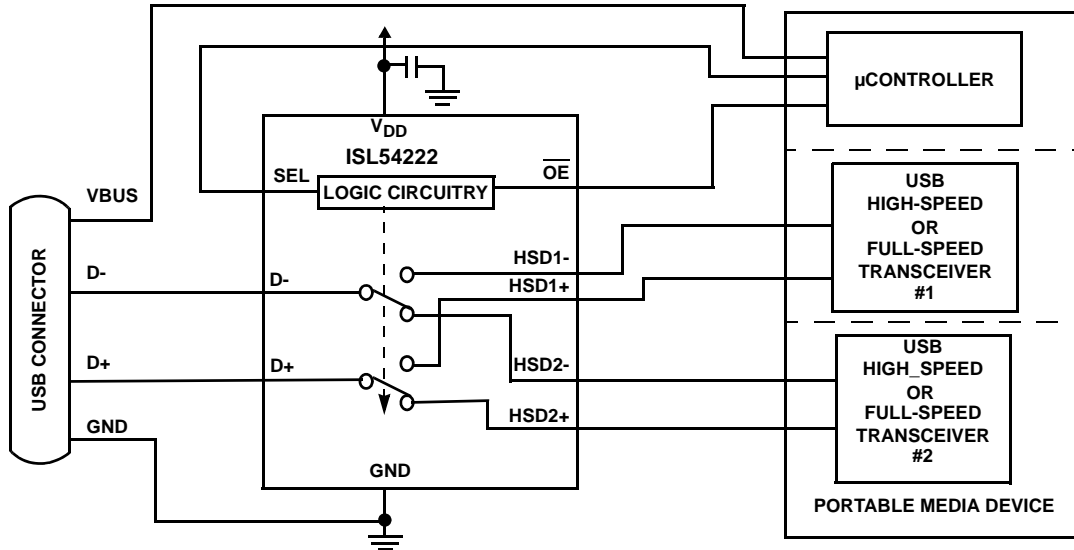 µCONTROLLER
V_DD
ISL54222
SEL
OE
LOGIC CIRCUITRY
VBUS
USB
HIGH-SPEED
OR
FULL-SPEED
TRANSCEIVER
#1
HSD1-
HSD1+
D-
D-
USB CONNECTOR
D+
D+
HSD2-
HSD2+
USB
HIGH_SPEED
OR
FULL-SPEED
TRANSCEIVER
#2
GND
GND
PORTABLE MEDIA DEVICE